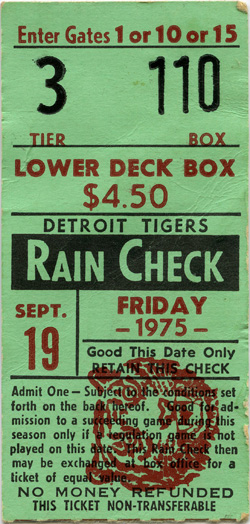 Enter Gates 1 or 10 or 15
3 110
TIER BOX
LOWER DECK BOX
$4.50
DETROIT TIGERS
RAIN CHECK
SEPT. FRIDAY
19 — 1975 —
Good This Date Only
RETAIN THIS CHECK
Admit One — Subject to the conditions set
forth on the back hereof. Good for ad-
mission to a succeeding game during this
season only if a regulation game is not
played on this date. This Rain Check then
may be exchanged at box office for a
ticket of equal value.
NO MONEY REFUNDED
THIS TICKET NON-TRANSFERABLE